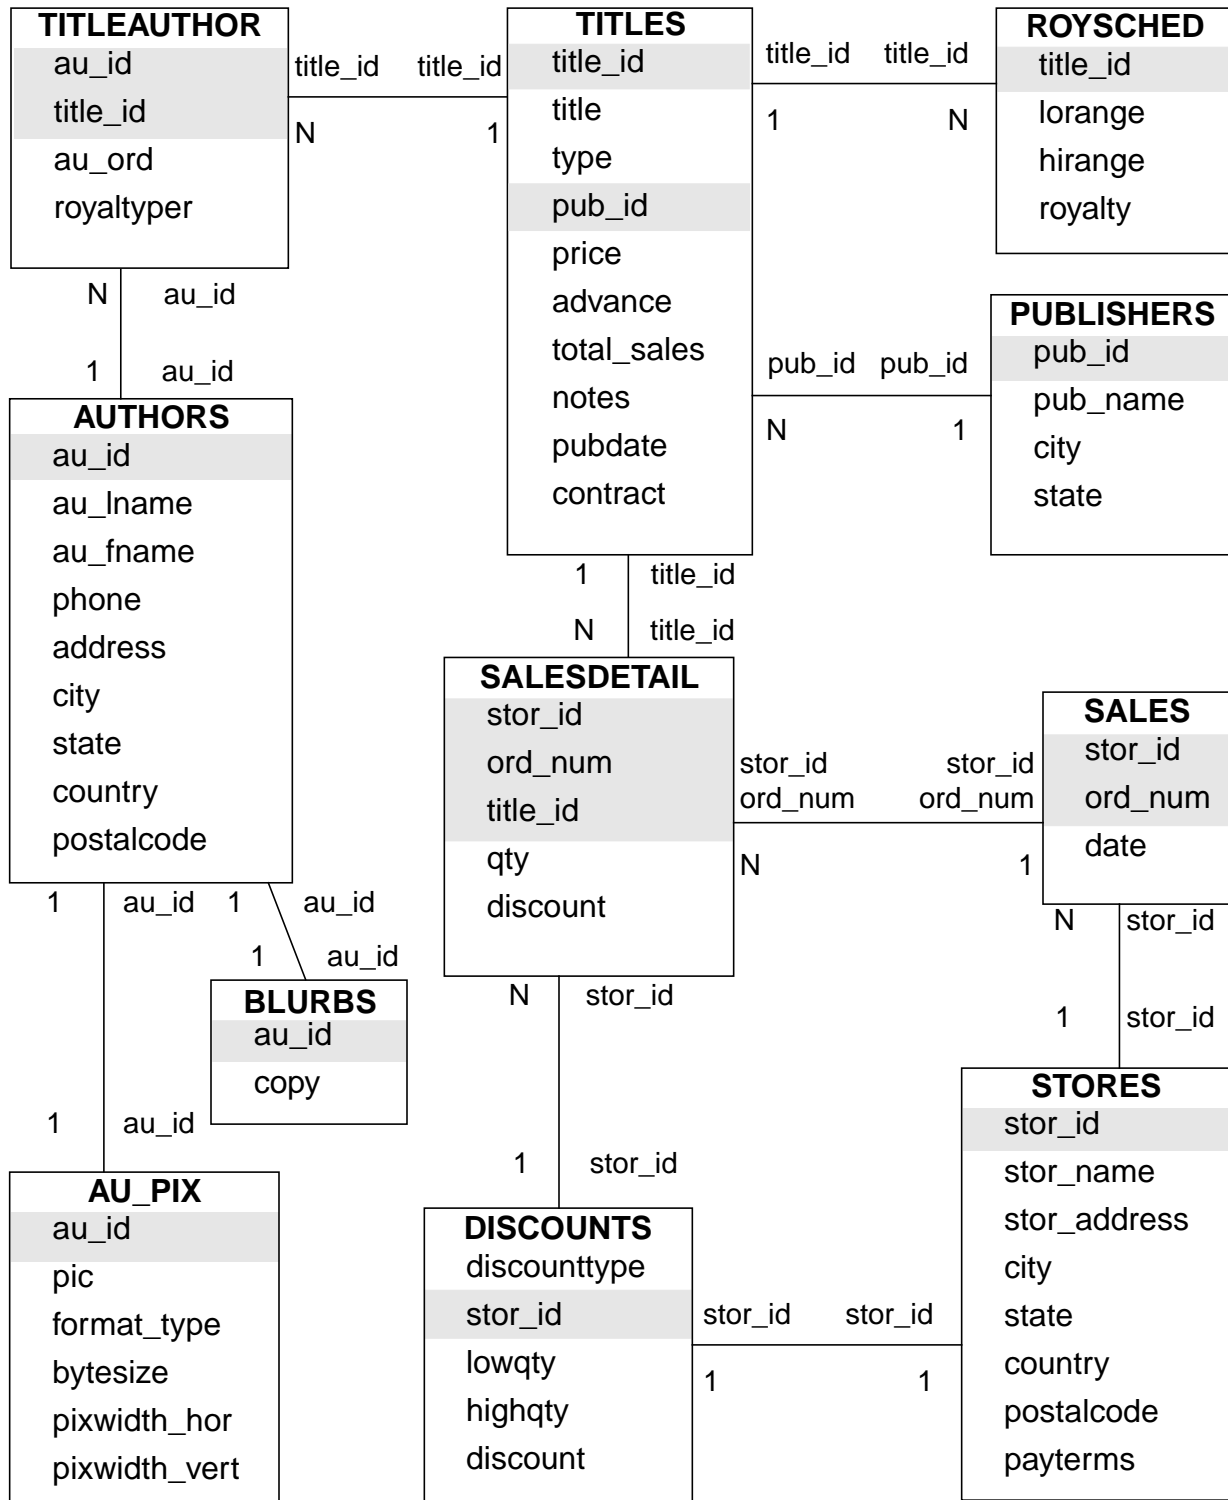 TITLEAUTHOR
au_id
title_id
au_ord
royaltyper
title_id title_id
N 1
TITLES
title_id
title
type
pub_id
price
advance
total_sales
notes
pubdate
contract
title_id title_id
1 N
ROYSCHED
title_id
lorange
hirange
royalty
pub_id pub_id
N 1
PUBLISHERS
pub_id
pub_name
city
state
N au_id
1 au_id
AUTHORS
au_id
au_lname
au_fname
phone
address
city
state
country
postalcode
1 title_id
N title_id
SALESDETAIL
stor_id
ord_num
title_id
qty
discount
stor_id stor_id
ord_num ord_num
N 1
SALES
stor_id
ord_num
date
1 au_id 1 au_id
1 au_id
BLURBS
au_id
copy
1 au_id
AU_PIX
au_id
pic
format_type
bytesize
pixwidth_hor
pixwidth_vert
N stor_id
1 stor_id
DISCOUNTS
discounttype
stor_id
lowqty
highqty
discount
stor_id stor_id
1 1
N stor_id
1 stor_id
STORES
stor_id
stor_name
stor_address
city
state
country
postalcode
payterms